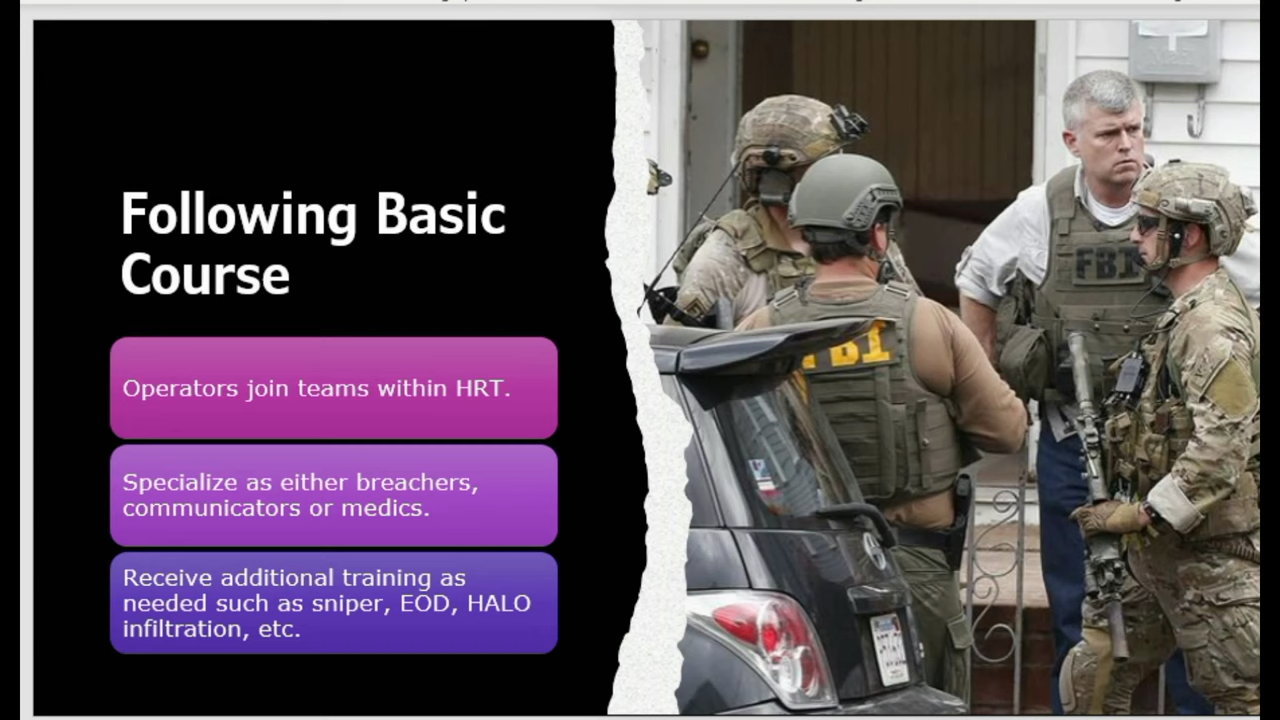 Following Basic
Course
Operators join teams within HRT.
Specialize as either breachers,
communicators or medics.
Receive additional training as
needed such as sniper, EOD, HALO
infiltration, etc.
FBI
FBI